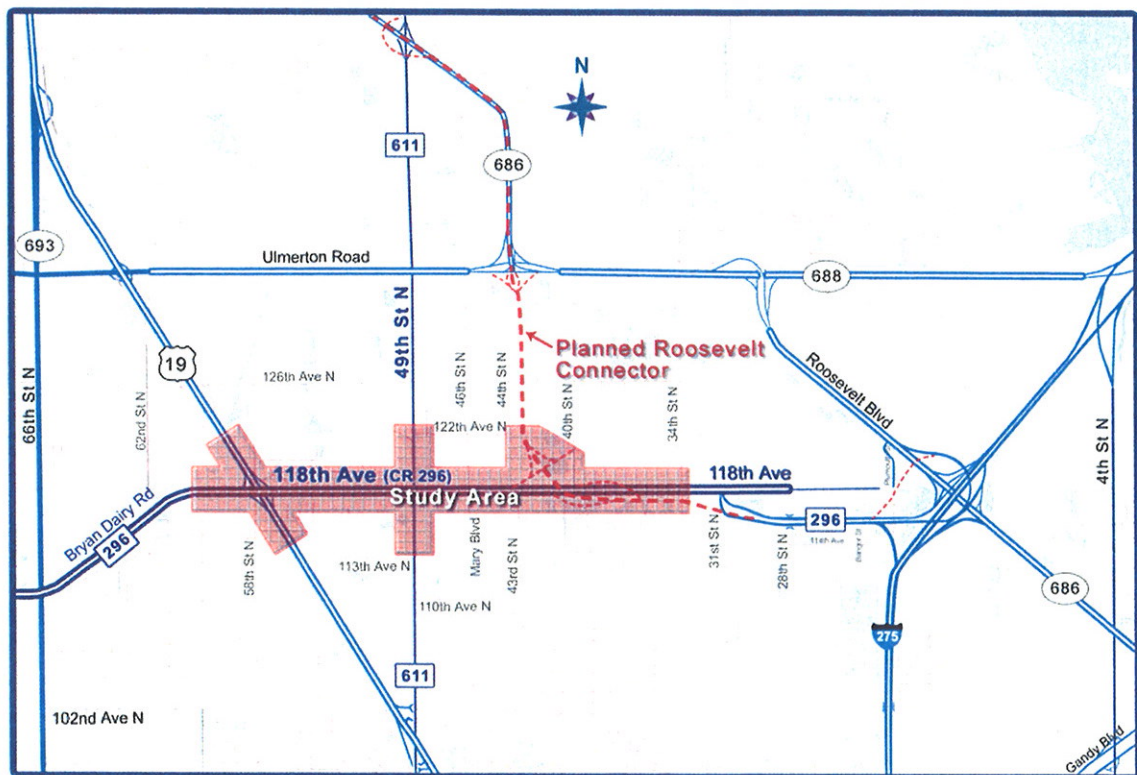 N
611
686
693
Ulmerton Road
688
49th St N
Planned Roosevelt
Connector
19
Roosevelt Blvd
66th St N
62nd St N
126th Ave N
46th St N
44th St N
40th St N
34th St N
122th Ave N
4th St N
118th Ave (CR 296)
118th Ave
Study Area
Bryan Dairy Rd
296
296
114th Ave
58th St N
113th Ave N
Mary Blvd
43rd St N
31st St N
28th St N
110th Ave N
686
275
611
102nd Ave N
Gandy Blvd